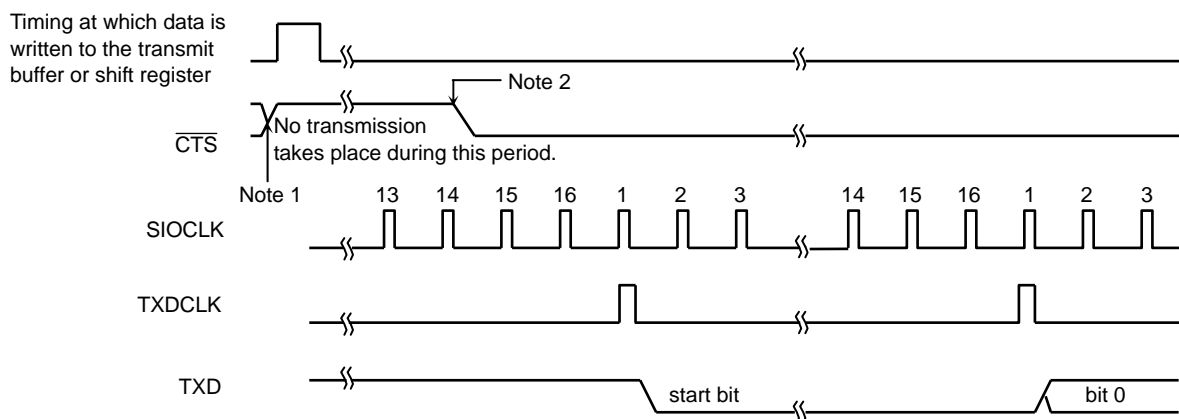 Timing at which data is
written to the transmit
buffer or shift register
Note 2
CTS
No transmission
takes place during this period.
Note 1
13 14 15 16 1 2 3 14 15 16 1 2 3
SIOCLK
TXDCLK
TXD
start bit
bit 0